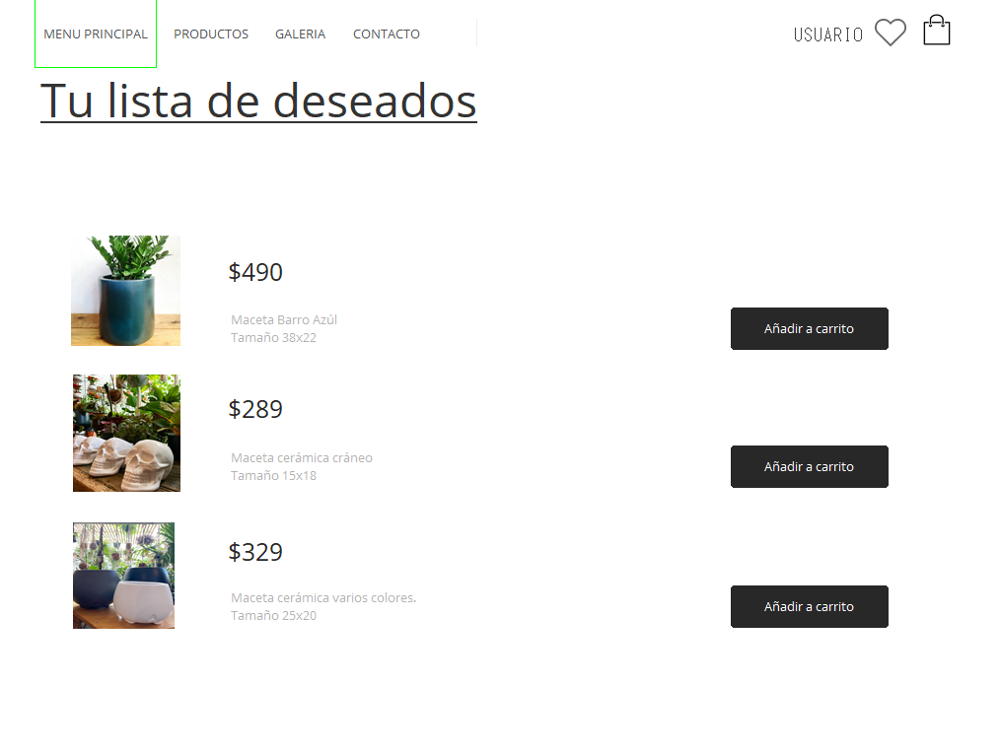 MENU PRINCIPAL PRODUCTOS GALERIA CONTACTO USUARIO
Tu lista de deseados
$490
Maceta Barro Azúl
Tamaño 38x22
Añadir a carrito
$289
Maceta cerámica cráneo
Tamaño 15x18
Añadir a carrito
$329
Maceta cerámica varios colores.
Tamaño 25x20
Añadir a carrito